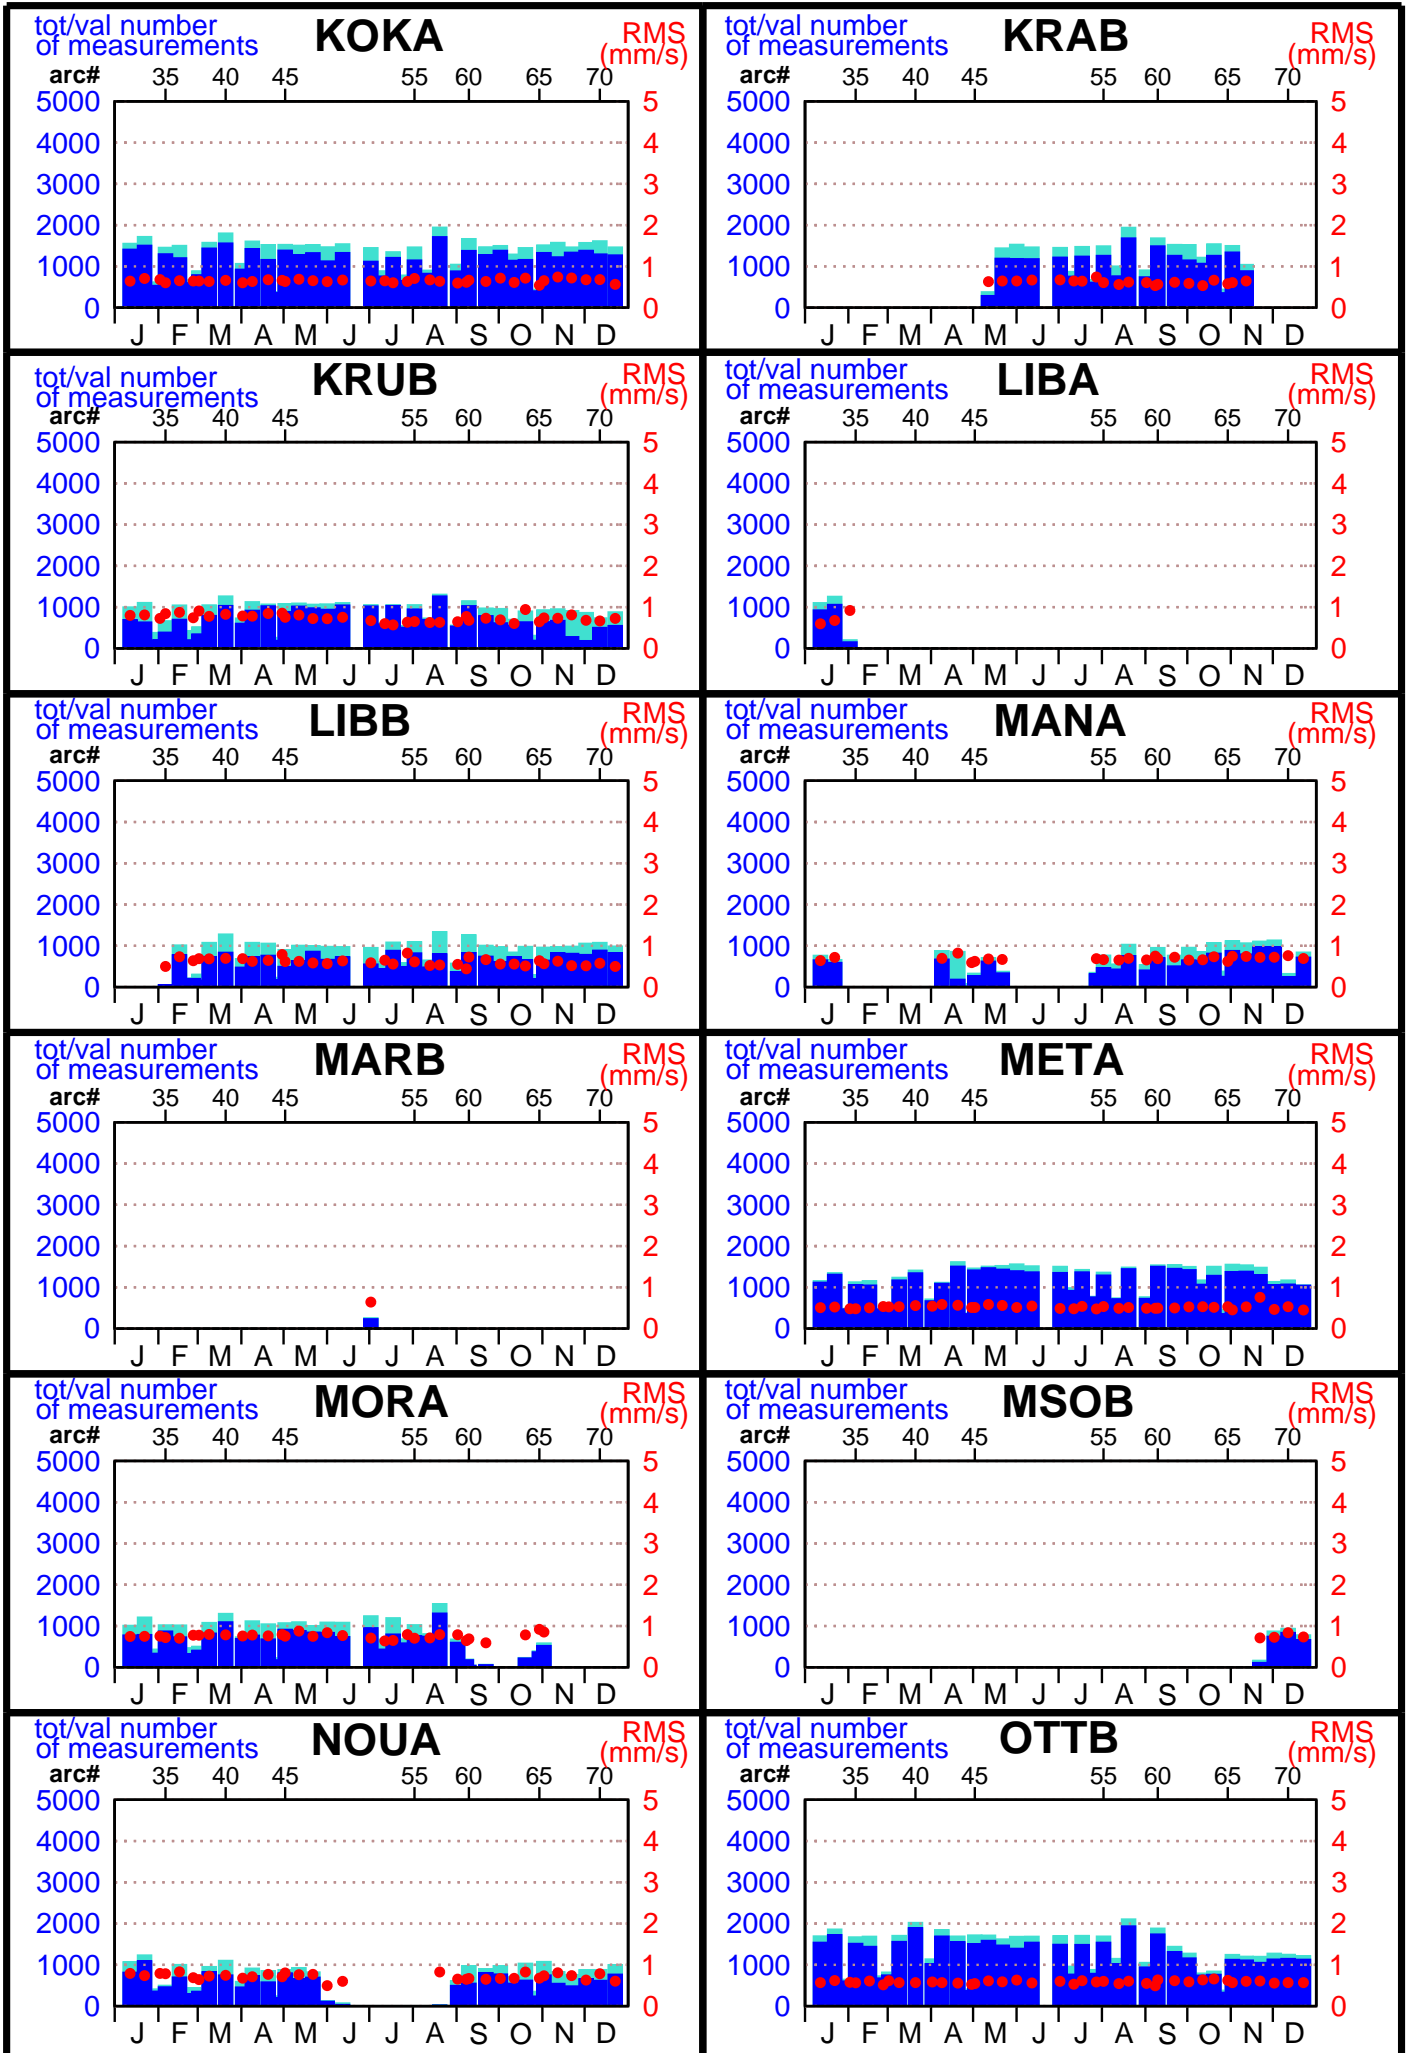 tot/val number KOKA RMS
of measurements (mm/s)
arc# 35 40 45 55 60 65 70
5000 5
4000 4
3000 3
2000 2
1000 1
0 0
J F M A M J J A S O N D
tot/val number KRAB RMS
of measurements (mm/s)
arc# 35 40 45 55 60 65 70
5000 5
4000 4
3000 3
2000 2
1000 1
0 0
J F M A M J J A S O N D
tot/val number KRUB RMS
of measurements (mm/s)
arc# 35 40 45 55 60 65 70
5000 5
4000 4
3000 3
2000 2
1000 1
0 0
J F M A M J J A S O N D
tot/val number LIBA RMS
of measurements (mm/s)
arc# 35 40 45 55 60 65 70
5000 5
4000 4
3000 3
2000 2
1000 1
0 0
J F M A M J J A S O N D
tot/val number LIBB RMS
of measurements (mm/s)
arc# 35 40 45 55 60 65 70
5000 5
4000 4
3000 3
2000 2
1000 1
0 0
J F M A M J J A S O N D
tot/val number MANA RMS
of measurements (mm/s)
arc# 35 40 45 55 60 65 70
5000 5
4000 4
3000 3
2000 2
1000 1
0 0
J F M A M J J A S O N D
tot/val number MARB RMS
of measurements (mm/s)
arc# 35 40 45 55 60 65 70
5000 5
4000 4
3000 3
2000 2
1000 1
0 0
J F M A M J J A S O N D
tot/val number META RMS
of measurements (mm/s)
arc# 35 40 45 55 60 65 70
5000 5
4000 4
3000 3
2000 2
1000 1
0 0
J F M A M J J A S O N D
tot/val number MORA RMS
of measurements (mm/s)
arc# 35 40 45 55 60 65 70
5000 5
4000 4
3000 3
2000 2
1000 1
0 0
J F M A M J J A S O N D
tot/val number MSOB RMS
of measurements (mm/s)
arc# 35 40 45 55 60 65 70
5000 5
4000 4
3000 3
2000 2
1000 1
0 0
J F M A M J J A S O N D
tot/val number NOUA RMS
of measurements (mm/s)
arc# 35 40 45 55 60 65 70
5000 5
4000 4
3000 3
2000 2
1000 1
0 0
J F M A M J J A S O N D
tot/val number OTTB RMS
of measurements (mm/s)
arc# 35 40 45 55 60 65 70
5000 5
4000 4
3000 3
2000 2
1000 1
0 0
J F M A M J J A S O N D